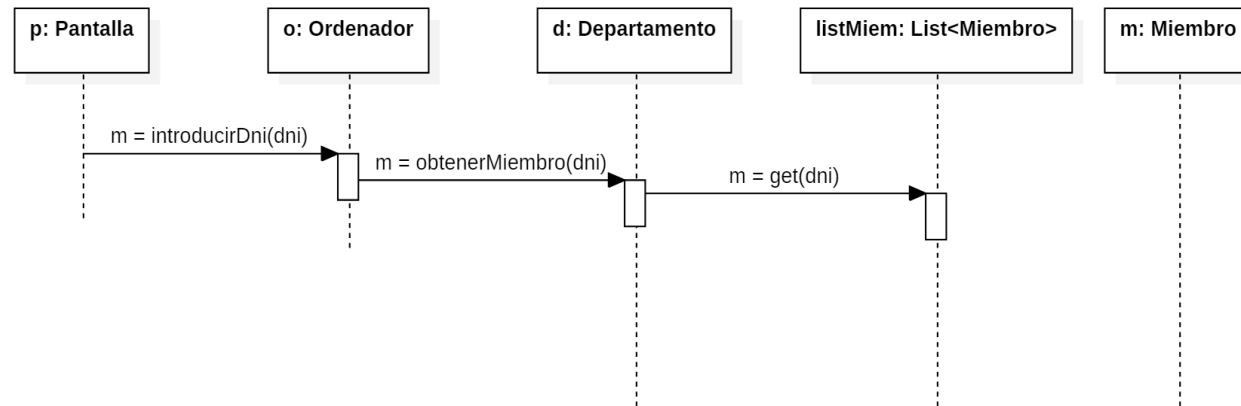 p: Pantalla
o: Ordenador
d: Departamento
listMiem: List<Miembro>
m: Miembro
m = introducirDni(dni)
m = obtenerMiembro(dni)
m = get(dni)